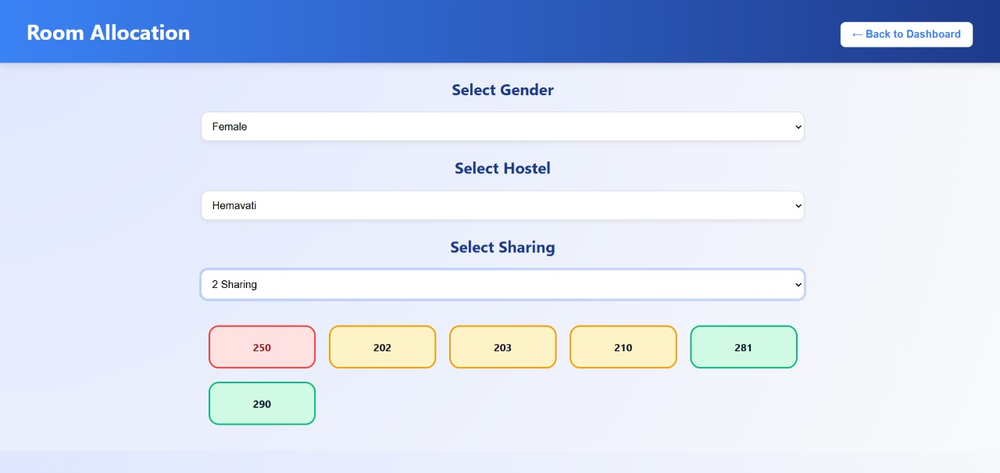 Room Allocation
← Back to Dashboard
Select Gender
Female
Select Hostel
Hemavati
Select Sharing
2 Sharing
250 202 203 210 281
290